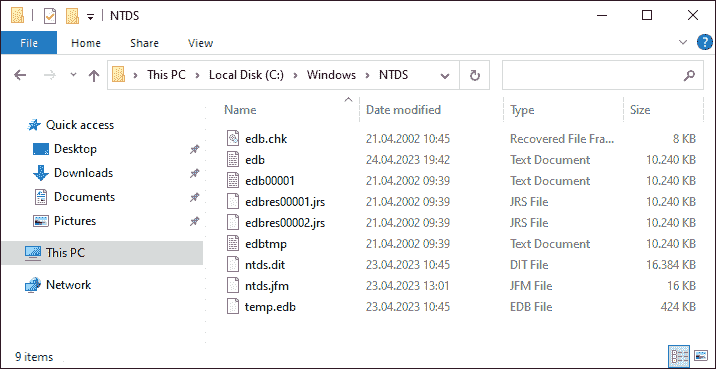 NTDS
File Home Share View
This PC Local Disk (C:) Windows NTDS
Name Date modified Type Size
Quick access
Desktop
Downloads
Documents
Pictures
This PC
Network
edb.chk 21.04.2002 10:45 Recovered File Fra... 8 KB
edb 24.04.2023 19:42 Text Document 10.240 KB
edb00001 21.04.2002 09:39 Text Document 10.240 KB
edbres00001.jrs 21.04.2002 09:39 JRS File 10.240 KB
edbres00002.jrs 21.04.2002 09:39 JRS File 10.240 KB
edbtmp 21.04.2002 09:39 Text Document 10.240 KB
ntds.dit 23.04.2023 10:45 DIT File 16.384 KB
ntds.jfm 23.04.2023 13:01 JFM File 16 KB
temp.edb 23.04.2023 10:45 EDB File 424 KB
9 items